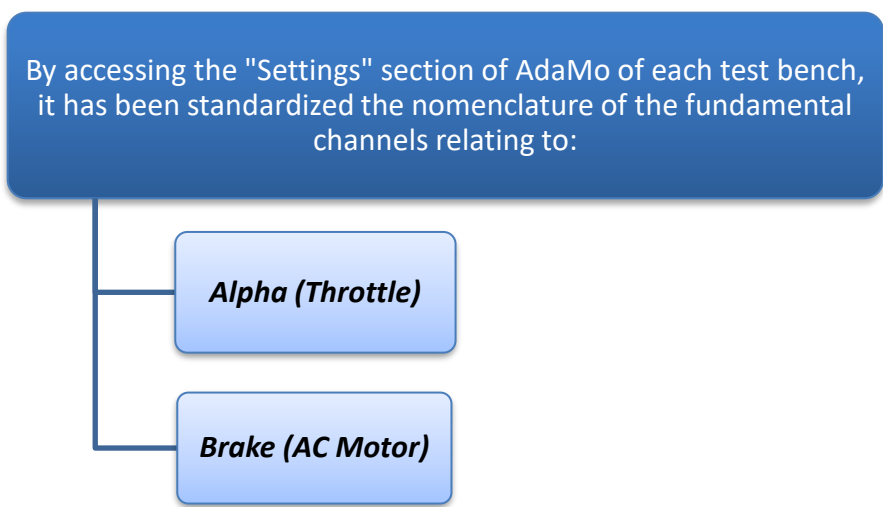 By accessing the "Settings" section of AdaMo of each test bench,
it has been standardized the nomenclature of the fundamental
channels relating to:
Alpha (Throttle)
Brake (AC Motor)